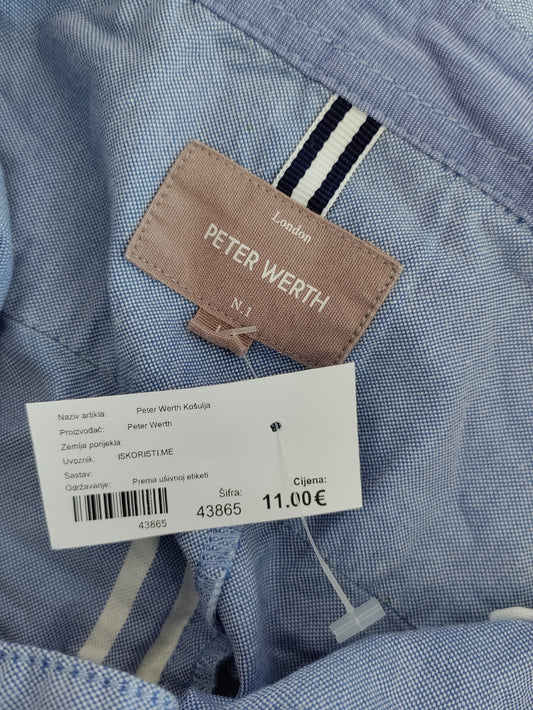 London
PETER WERTH
N.1
Naziv artikla: Peter Werth Košulja
Proizvođač: Peter Werth
Zemlja porijekla:
Uvoznik: ISKORISTI.ME
Sastav:
Održavanje: Prema ušivnoj etiketi
43865
Šifra:
43865
Cijena:
11.00€